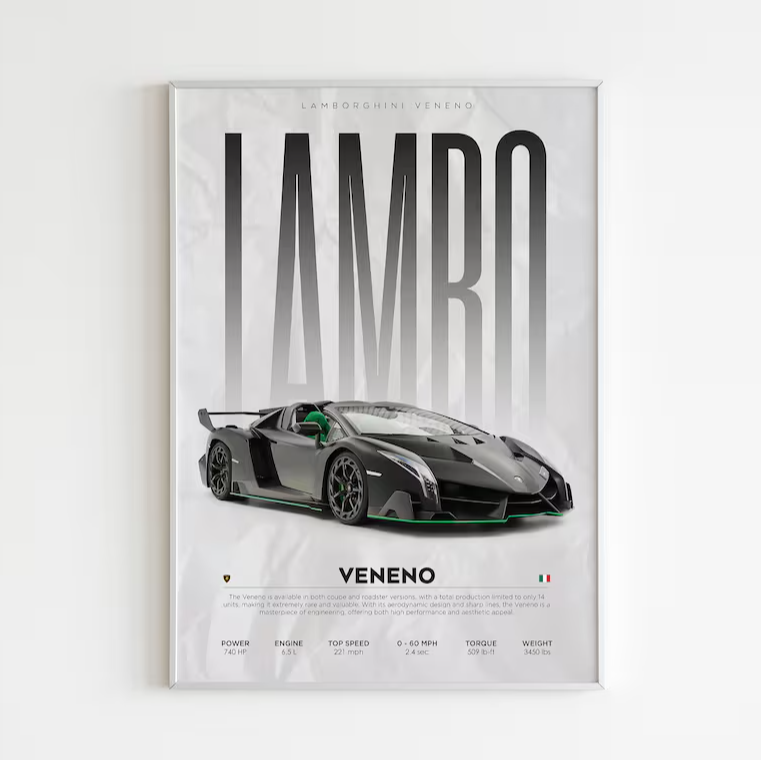 LAMBORGHINI VENENO
LAMBO
VENENO
The Veneno is available in both coupe and roadster versions, with a total production limited to only 14
units, making it extremely rare and valuable. With its aerodynamic design and sharp lines, the Veneno is a
masterpiece of engineering, offering both high performance and aesthetic appeal.
POWER ENGINE TOP SPEED 0 - 60 MPH TORQUE WEIGHT
740 HP 6.5 L 221 mph 2.4 sec 509 lb-ft 3450 lbs